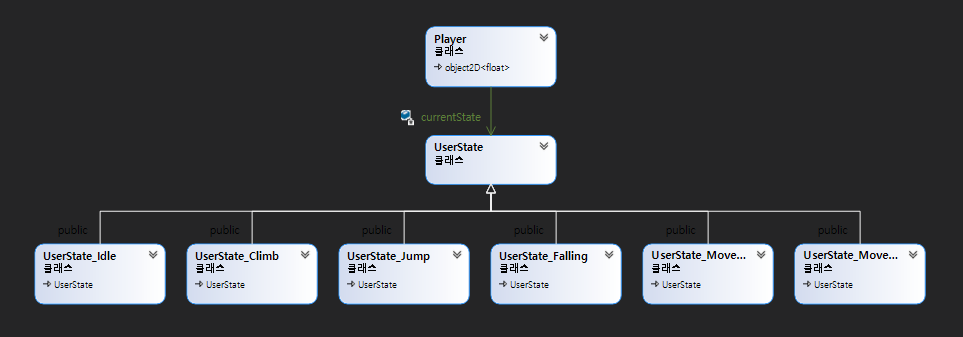 Player
클래스
object2D<float>
currentState
UserState
클래스
public public public public public public
UserState_Idle
클래스
UserState
UserState_Climb
클래스
UserState
UserState_Jump
클래스
UserState
UserState_Falling
클래스
UserState
UserState_Move...
클래스
UserState
UserState_Move...
클래스
UserState